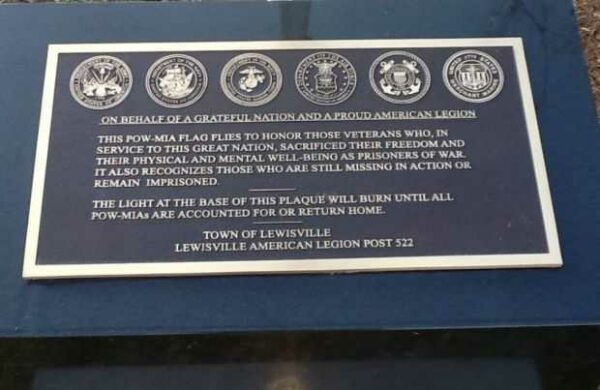 ON BEHALF OF A GRATEFUL NATION AND A PROUD AMERICAN LEGION
THIS POW-MIA FLAG FLIES TO HONOR THOSE VETERANS WHO, IN
SERVICE TO THIS GREAT NATION, SACRIFICED THEIR FREEDOM AND
THEIR PHYSICAL AND MENTAL WELL-BEING AS PRISONERS OF WAR.
IT ALSO RECOGNIZES THOSE WHO ARE STILL MISSING IN ACTION OR
REMAIN IMPRISONED.
THE LIGHT AT THE BASE OF THIS PLAQUE WILL BURN UNTIL ALL
POW-MIAs ARE ACCOUNTED FOR OR RETURN HOME.
TOWN OF LEWISVILLE
LEWISVILLE AMERICAN LEGION POST 522